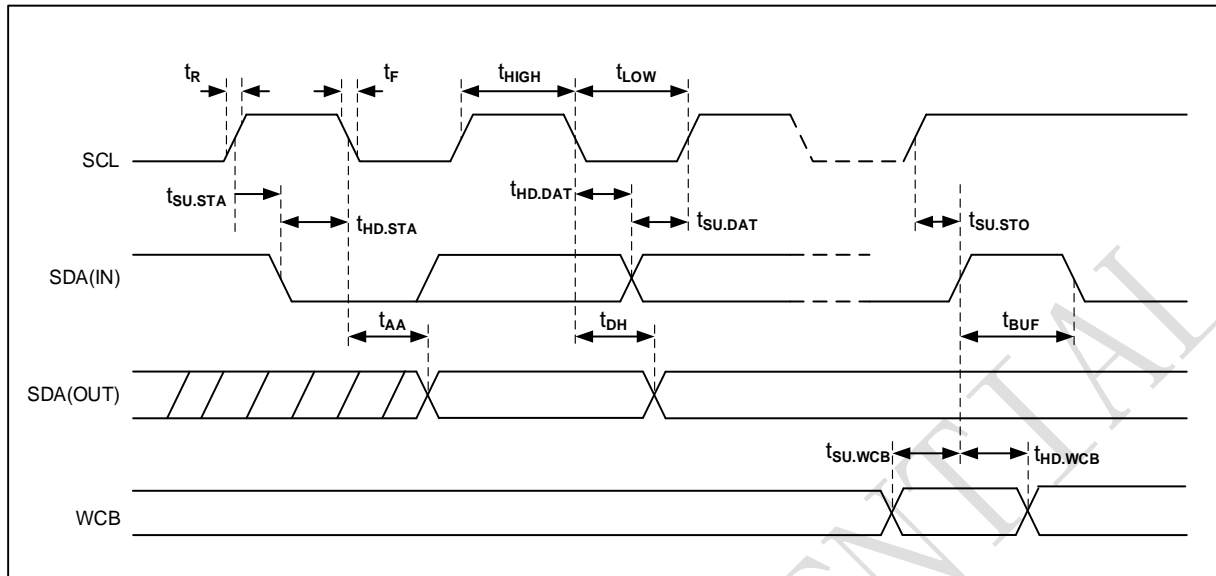 tR
tF
tHIGH
tLOW
SCL
tSU.STA
tHD.STA
tHD.DAT
tSU.DAT
tSU.STO
SDA(IN)
tAA
tDH
tBUF
SDA(OUT)
tSU.WCB
tHD.WCB
WCB